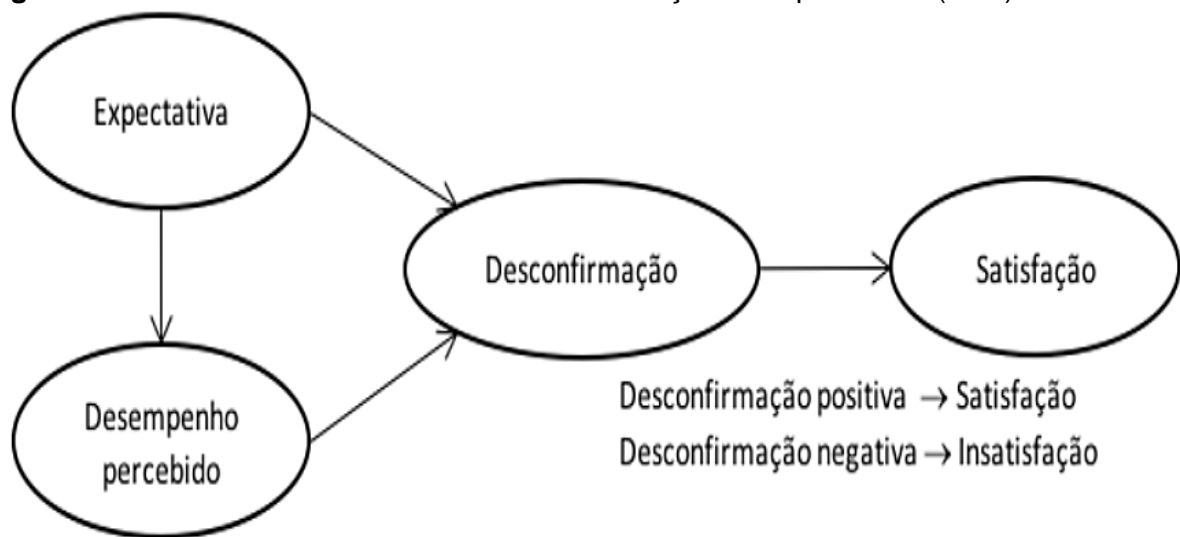 Expectativa
Desconfirmação
Satisfação
Desempenho
percebido
Desconfirmação positiva → Satisfação
Desconfirmação negativa → Insatisfação